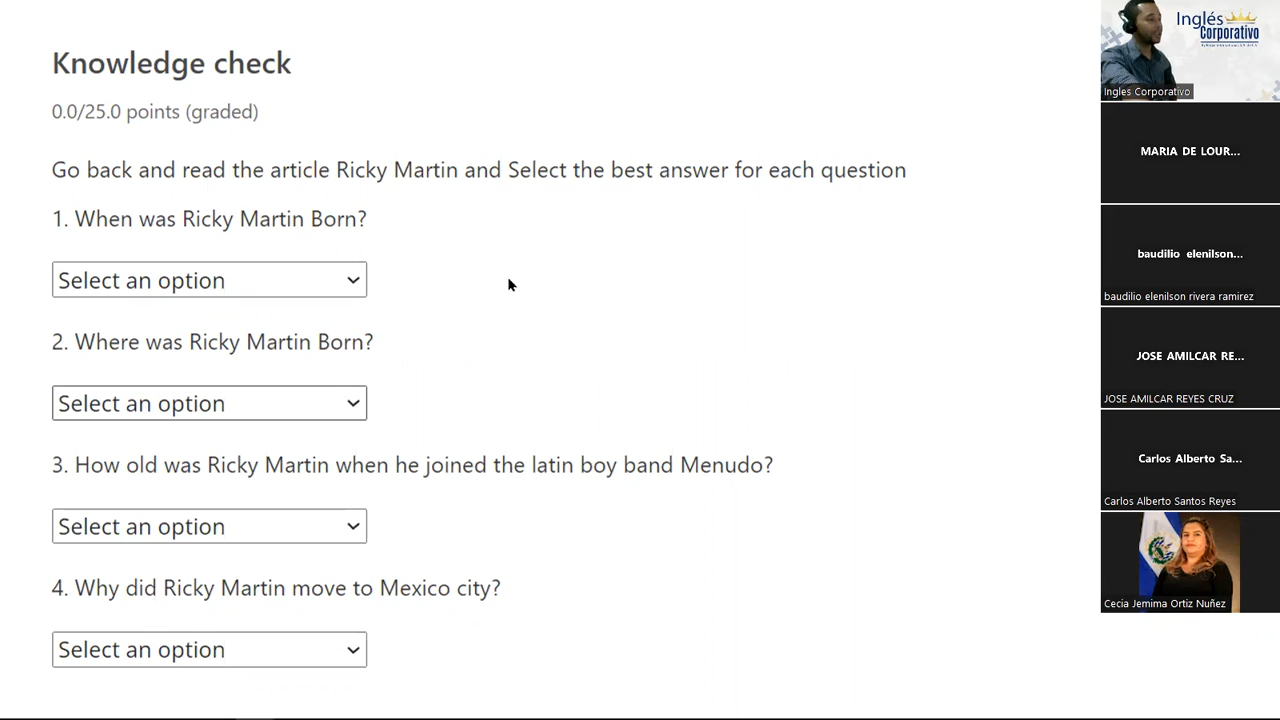 Knowledge check
0.0/25.0 points (graded)
Go back and read the article Ricky Martin and Select the best answer for each question
1. When was Ricky Martin Born?
Select an option
2. Where was Ricky Martin Born?
Select an option
3. How old was Ricky Martin when he joined the latin boy band Menudo?
Select an option
4. Why did Ricky Martin move to Mexico city?
Select an option
Inglés
Corporativo
Ingles Corporativo
MARIA DE LOUR...
baudilio elenilson...
baudilio elenilson rivera ramirez
JOSE AMILCAR RE...
JOSE AMILCAR REYES CRUZ
Carlos Alberto Sa...
Carlos Alberto Santos Reyes
Cecia Jemima Ortiz Nuñez